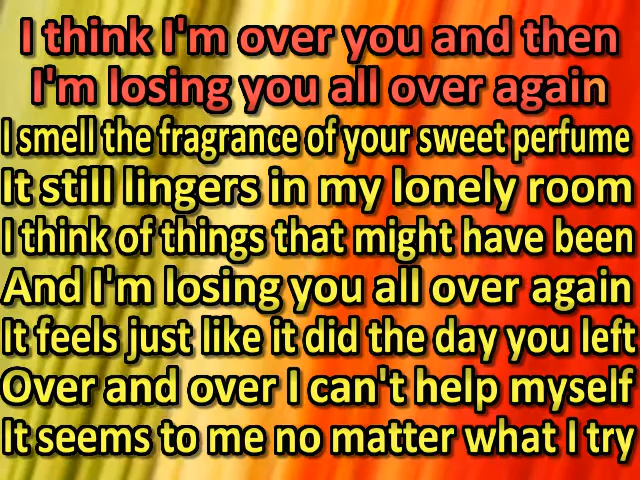 I think I'm over you and then
I'm losing you all over again
I smell the fragrance of your sweet perfume
It still lingers in my lonely room
I think of things that might have been
And I'm losing you all over again
It feels just like it did the day you left
Over and over I can't help myself
It seems to me no matter what I try